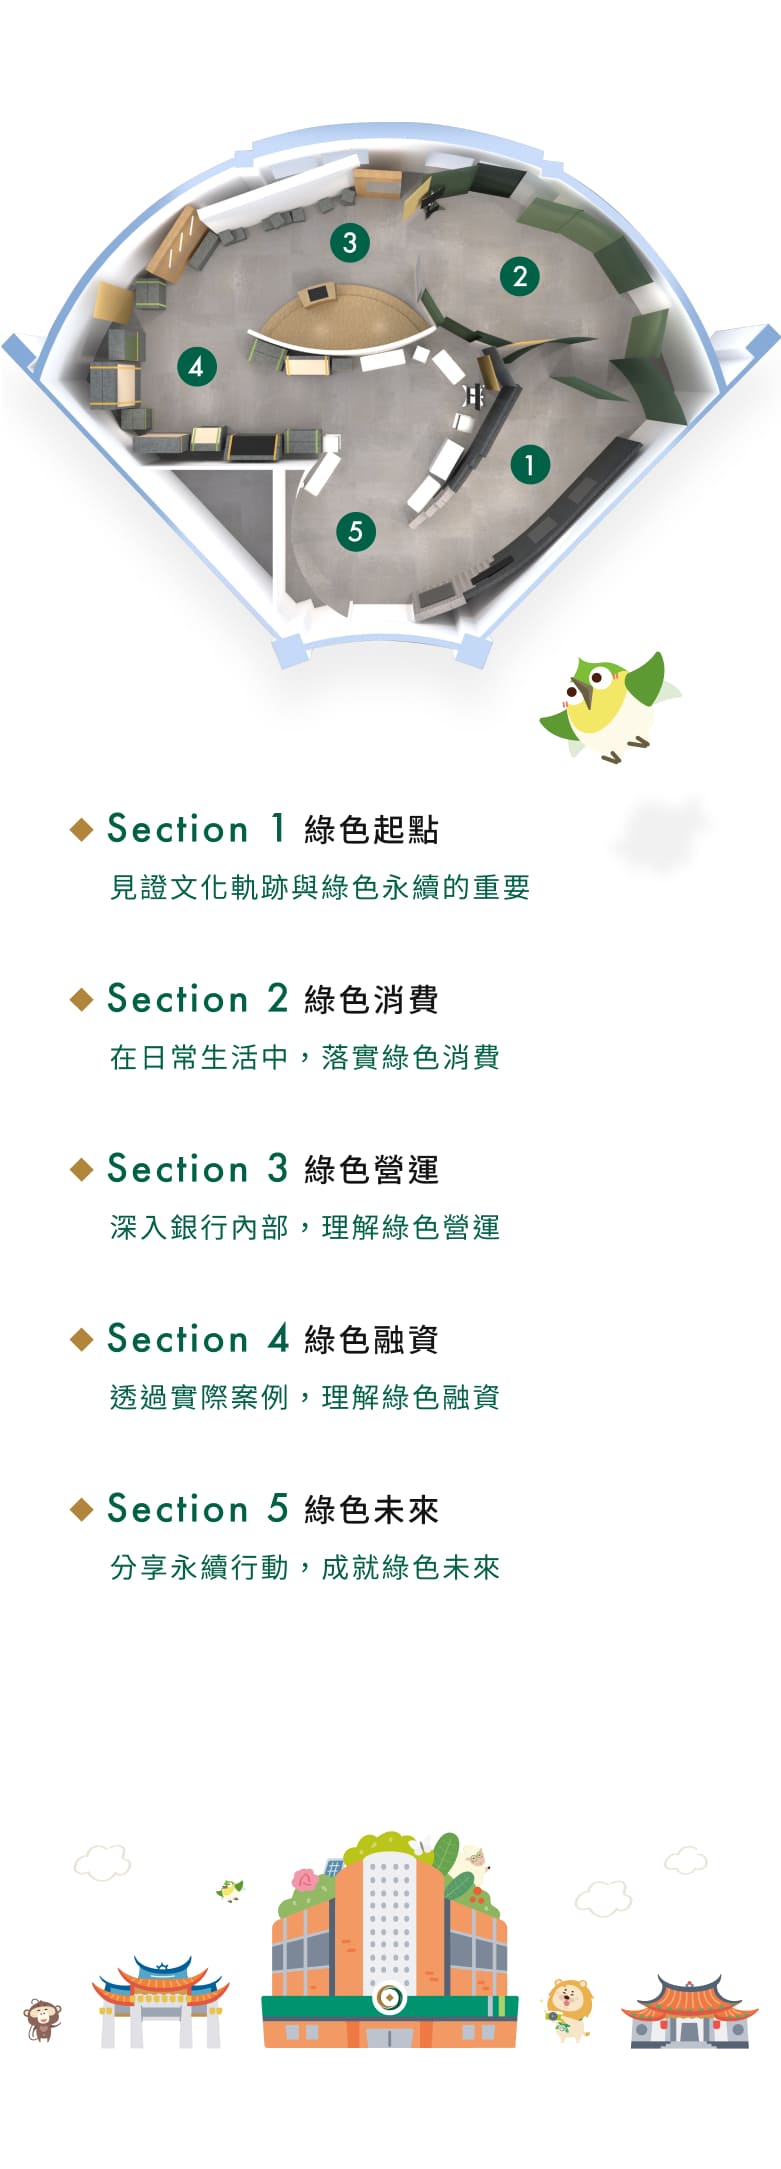 3
2
4
1
5
Section 1 綠色起點
見證文化軌跡與綠色永續的重要
Section 2 綠色消費
在日常生活中，落實綠色消費
Section 3 綠色營運
深入銀行內部，理解綠色營運
Section 4 綠色融資
透過實際案例，理解綠色融資
Section 5 綠色未來
分享永續行動，成就綠色未來